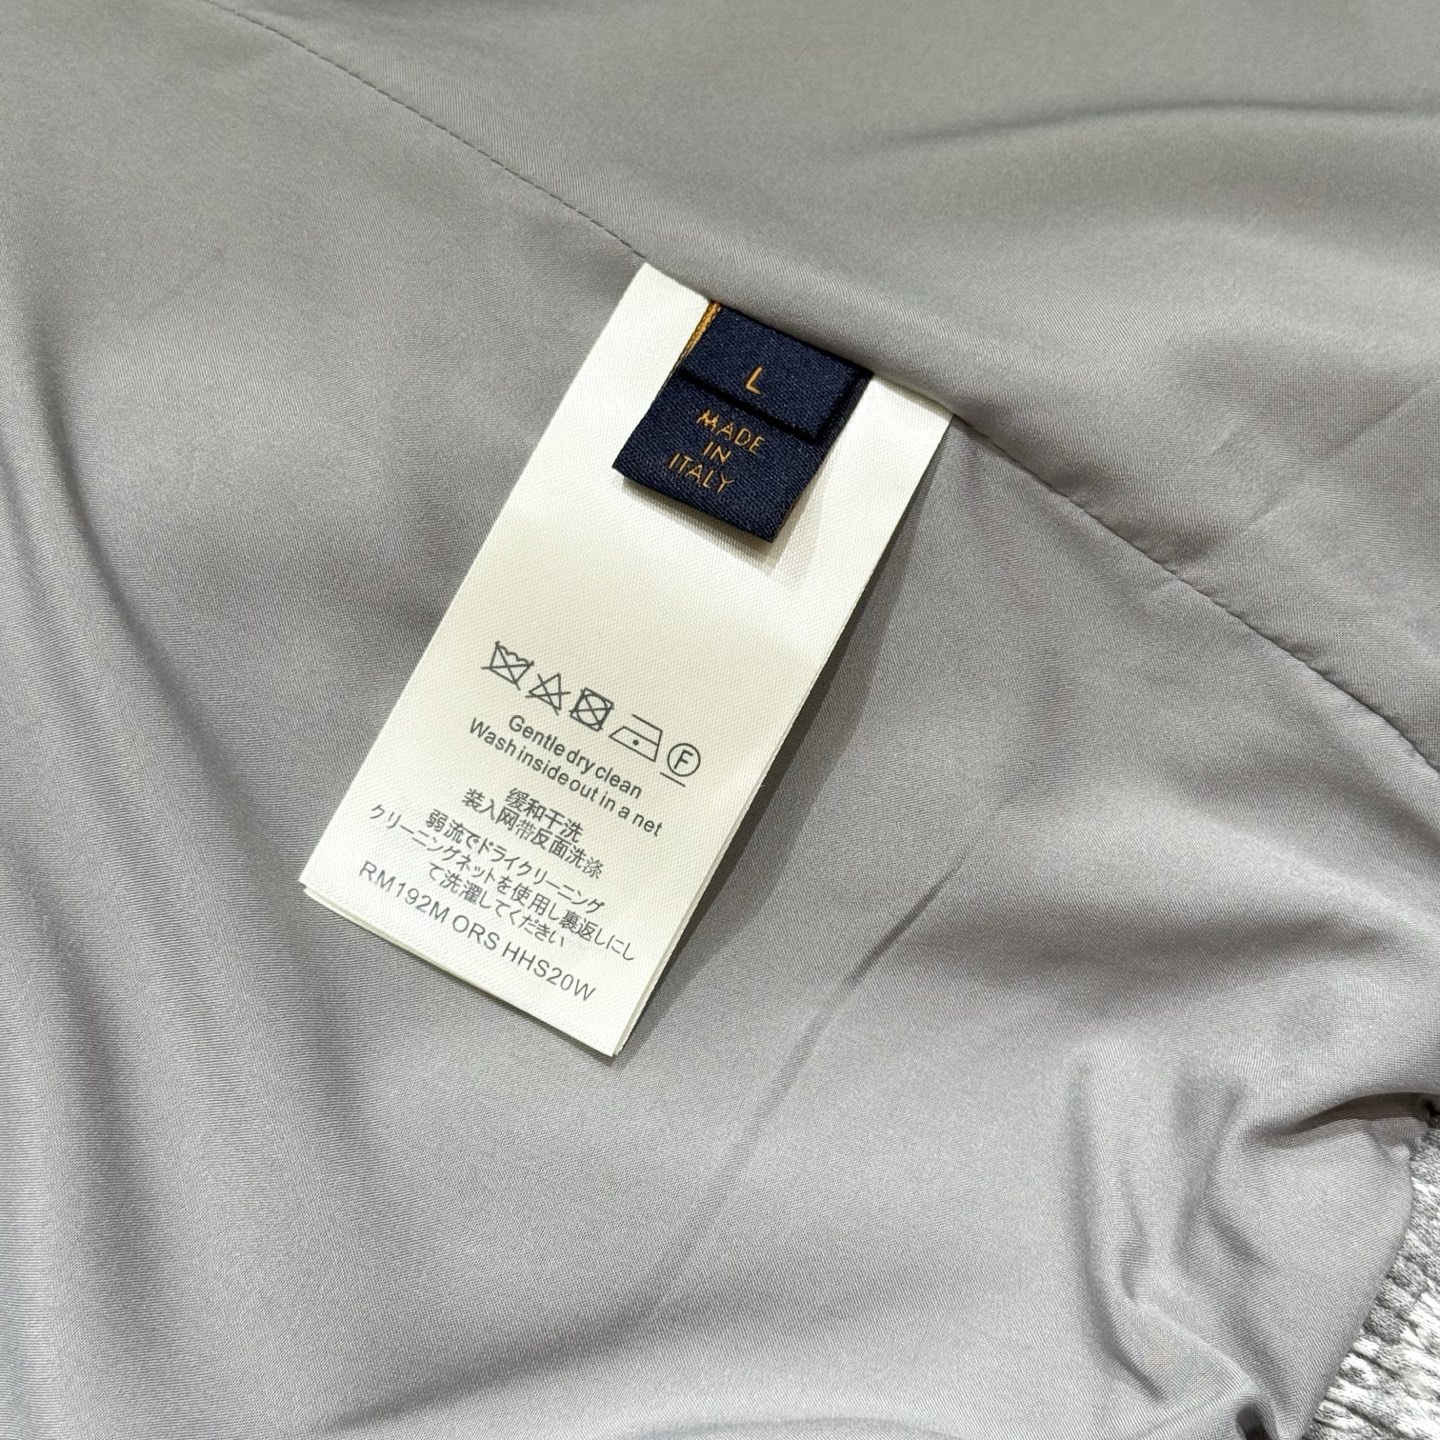 L
MADE
IN
ITALY
F
Gentle dry clean
Wash inside out in a net
缓和干洗
装入网带反面洗涤
弱流でドライクリーニング
クリーニングネットを使用し裏返しにし
て洗濯してください
RM192M ORS HHS20W